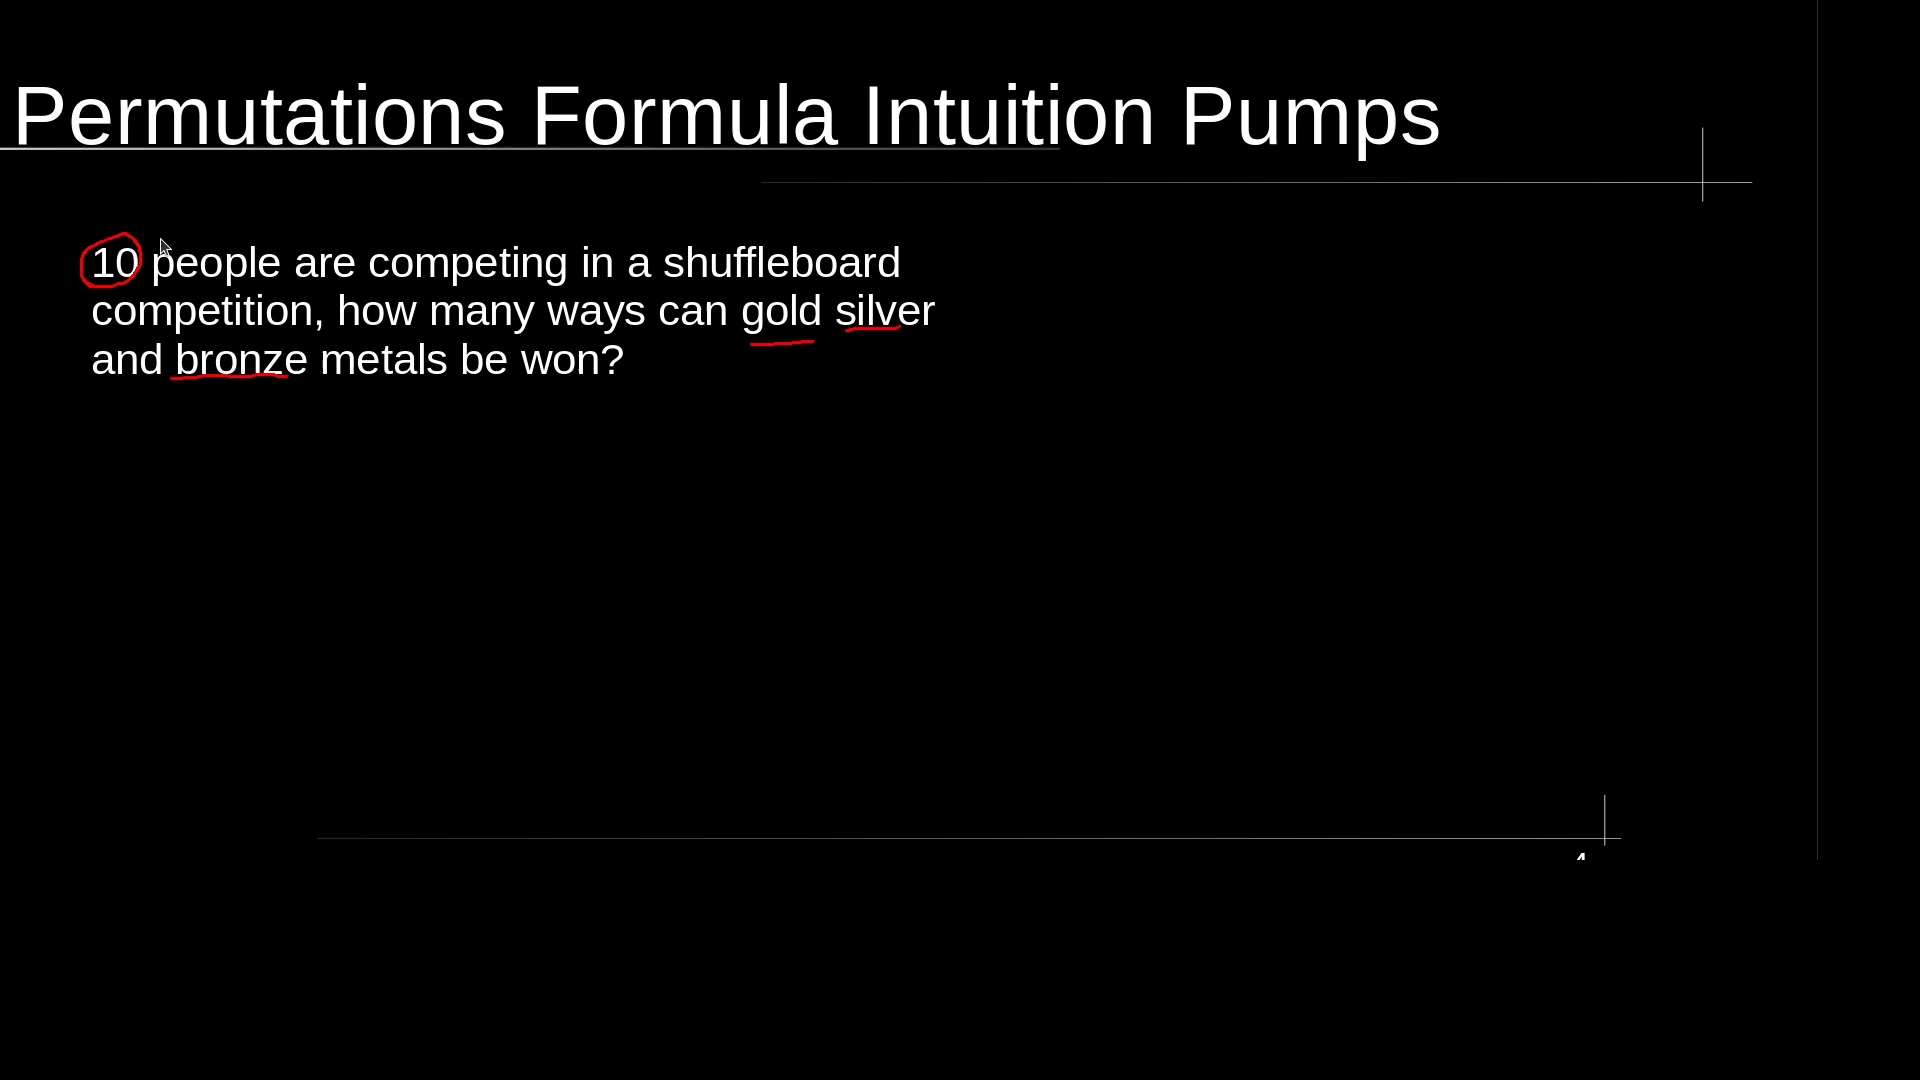 Permutations Formula Intuition Pumps
10 people are competing in a shuffleboard
competition, how many ways can gold silver
and bronze metals be won?